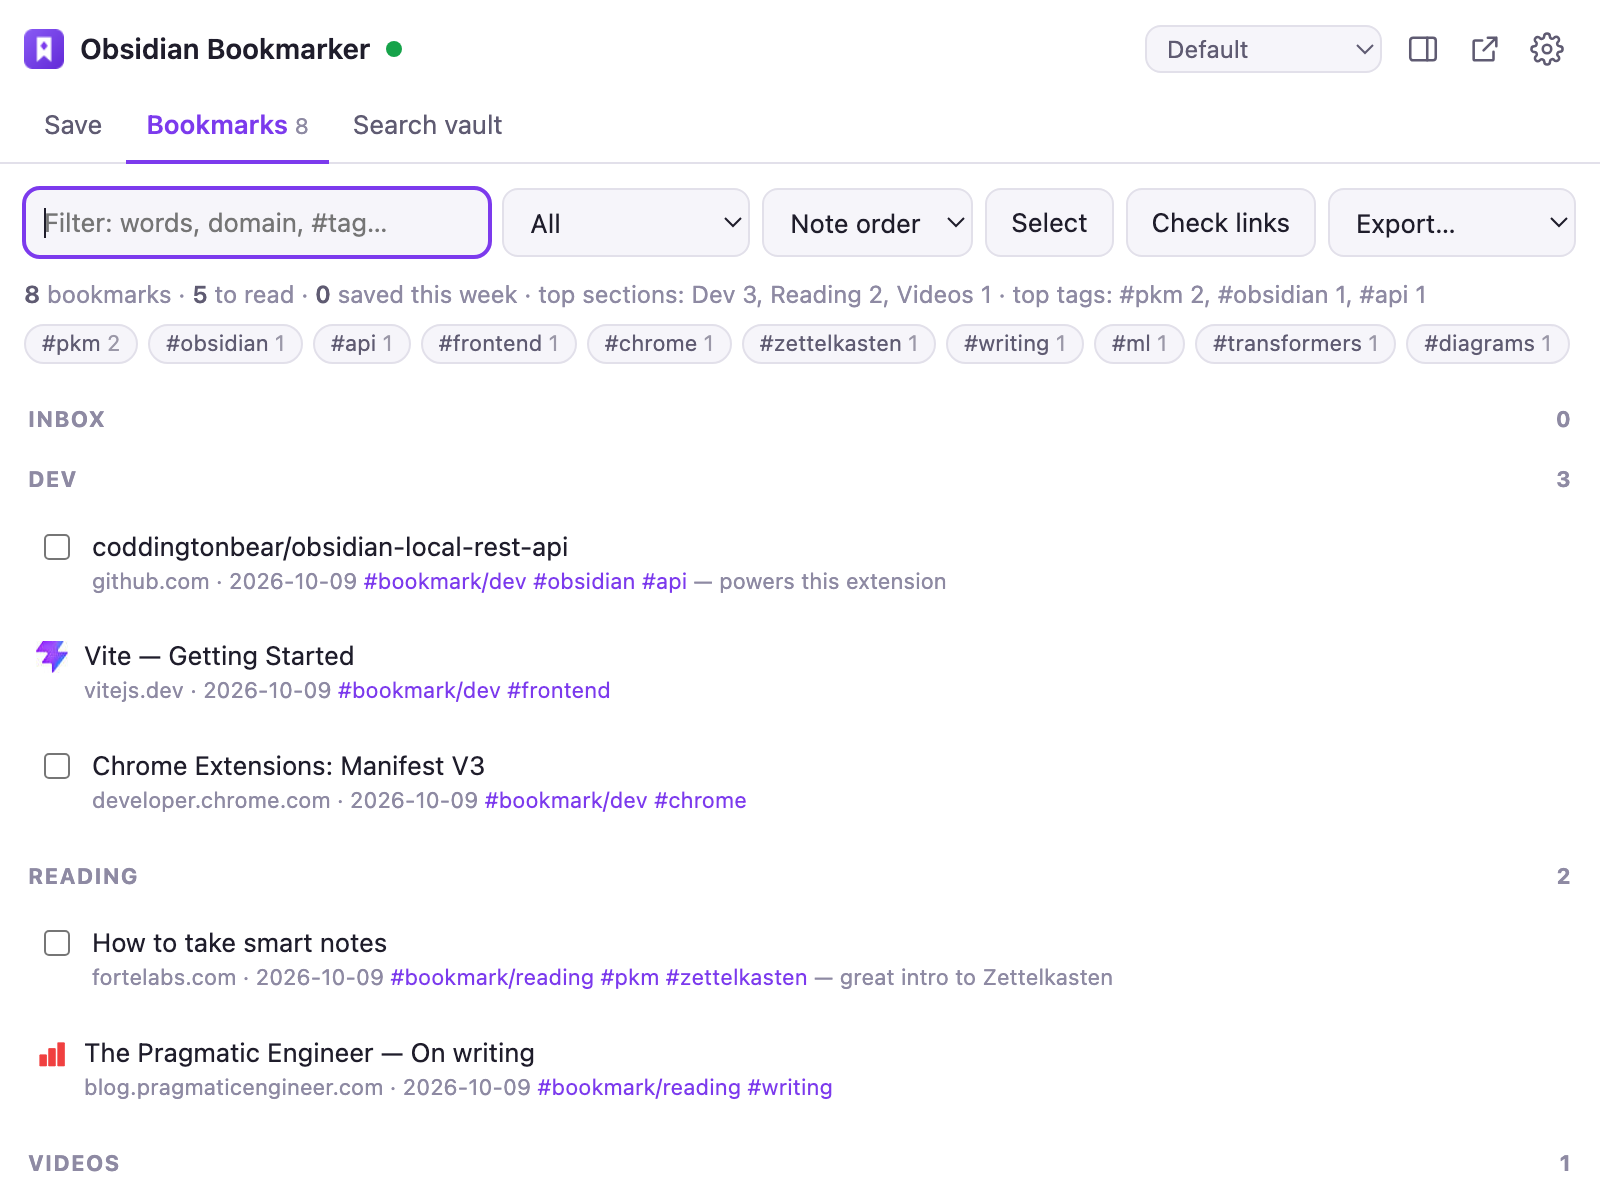 Obsidian Bookmarker
Default
Save
Bookmarks 8
Search vault
Filter: words, domain, #tag...
All
Note order
Select
Check links
Export...
8 bookmarks · 5 to read · 0 saved this week · top sections: Dev 3, Reading 2, Videos 1 · top tags: #pkm 2, #obsidian 1, #api 1
#pkm 2
#obsidian 1
#api 1
#frontend 1
#chrome 1
#zettelkasten 1
#writing 1
#ml 1
#transformers 1
#diagrams 1
INBOX 0
DEV 3
coddingtonbear/obsidian-local-rest-api
github.com · 2026-10-09 #bookmark/dev #obsidian #api — powers this extension
Vite — Getting Started
vitejs.dev · 2026-10-09 #bookmark/dev #frontend
Chrome Extensions: Manifest V3
developer.chrome.com · 2026-10-09 #bookmark/dev #chrome
READING 2
How to take smart notes
fortelabs.com · 2026-10-09 #bookmark/reading #pkm #zettelkasten — great intro to Zettelkasten
The Pragmatic Engineer — On writing
blog.pragmaticengineer.com · 2026-10-09 #bookmark/reading #writing
VIDEOS 1